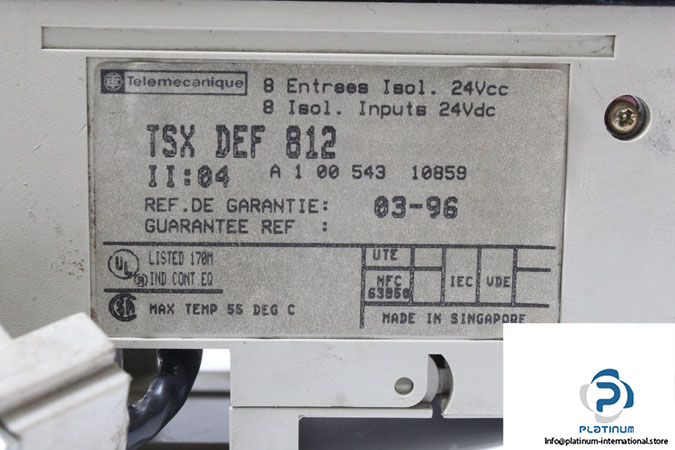 Telemecanique
8 Entrees Isol. 24Vcc
8 Isol. Inputs 24Vdc
TSX DEF 812
II:04 A 1 00 543 10859
REF.DE GARANTIE: 03-96
GUARANTEE REF :
UL LISTED 170M
® IND CONT.EQ
MAX TEMP 55 DEG C
UTE
NFC IEC VDE
63850
MADE IN SINGAPORE
PLATINUM
Info@platinum-international.store